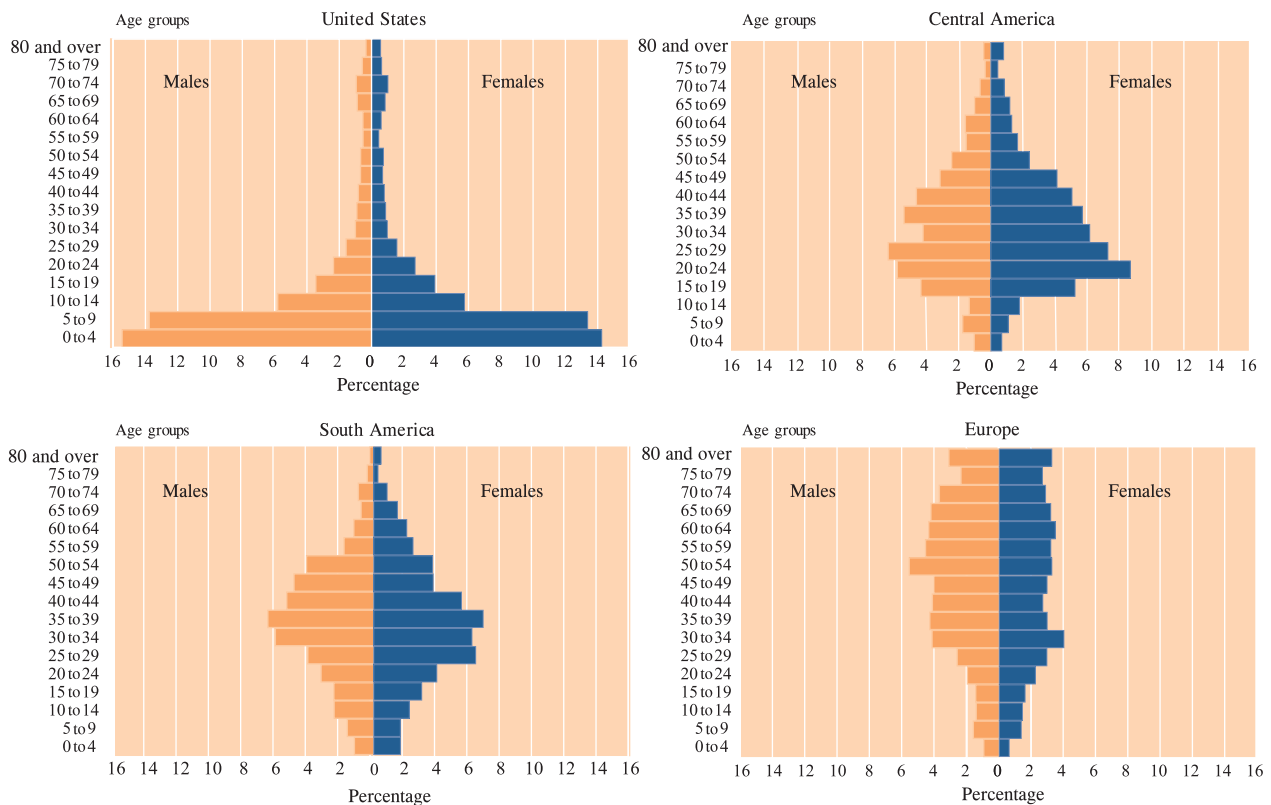 Age groups United States
80 and over
75 to 79
70 to 74 Males Females
65 to 69
60 to 64
55 to 59
50 to 54
45 to 49
40 to 44
35 to 39
30 to 34
25 to 29
20 to 24
15 to 19
10 to 14
5 to 9
0 to 4
16 14 12 10 8 6 4 2 0 2 4 6 8 10 12 14 16
Percentage
Age groups Central America
80 and over
75 to 79
70 to 74 Males Females
65 to 69
60 to 64
55 to 59
50 to 54
45 to 49
40 to 44
35 to 39
30 to 34
25 to 29
20 to 24
15 to 19
10 to 14
5 to 9
0 to 4
16 14 12 10 8 6 4 2 0 2 4 6 8 10 12 14 16
Percentage
Age groups South America
80 and over
75 to 79
70 to 74 Males Females
65 to 69
60 to 64
55 to 59
50 to 54
45 to 49
40 to 44
35 to 39
30 to 34
25 to 29
20 to 24
15 to 19
10 to 14
5 to 9
0 to 4
16 14 12 10 8 6 4 2 0 2 4 6 8 10 12 14 16
Percentage
Age groups Europe
80 and over
75 to 79
70 to 74 Males Females
65 to 69
60 to 64
55 to 59
50 to 54
45 to 49
40 to 44
35 to 39
30 to 34
25 to 29
20 to 24
15 to 19
10 to 14
5 to 9
0 to 4
16 14 12 10 8 6 4 2 0 2 4 6 8 10 12 14 16
Percentage